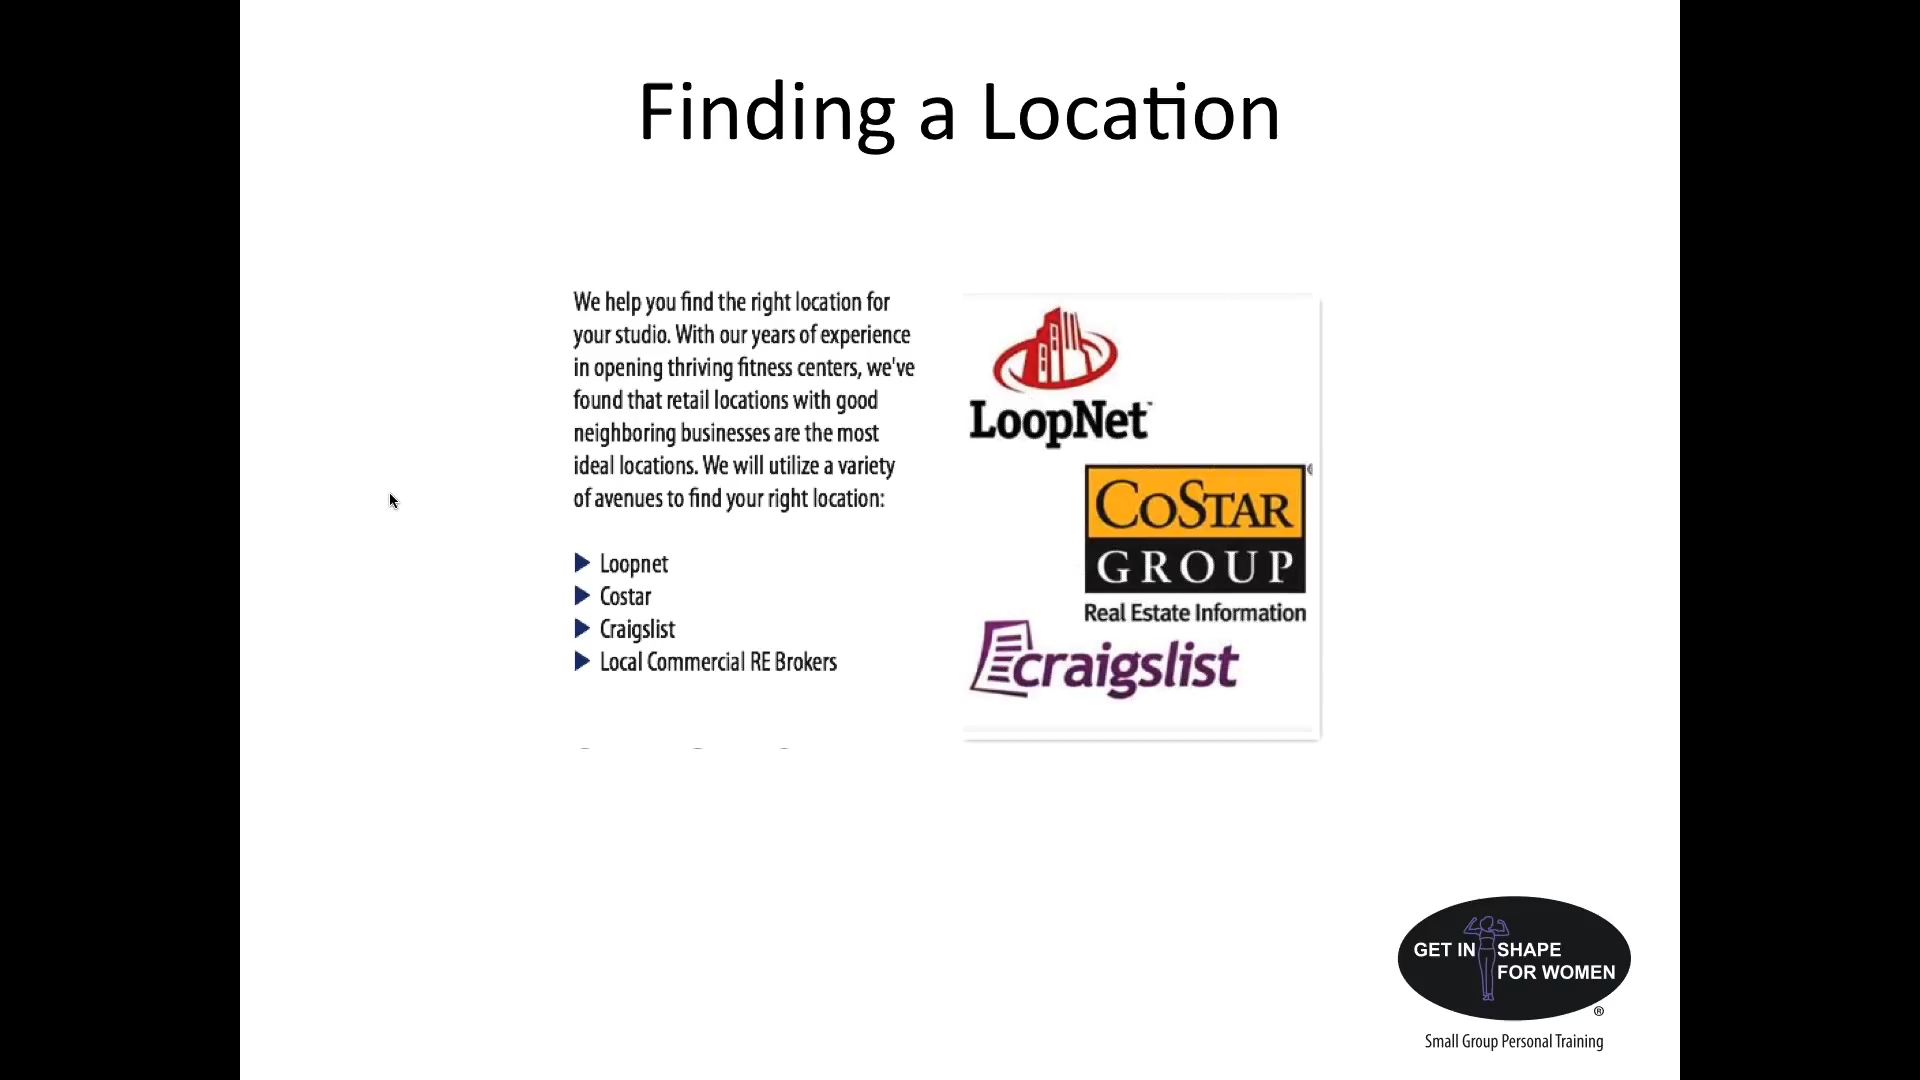 Finding a Location
We help you find the right location for
your studio. With our years of experience
in opening thriving fitness centers, we've
found that retail locations with good
neighboring businesses are the most
ideal locations. We will utilize a variety
of avenues to find your right location:
Loopnet
Costar
Craigslist
Local Commercial RE Brokers
LoopNet™
COSTAR
GROUP
Real Estate Information
craigslist
GET IN SHAPE
FOR WOMEN
®
Small Group Personal Training